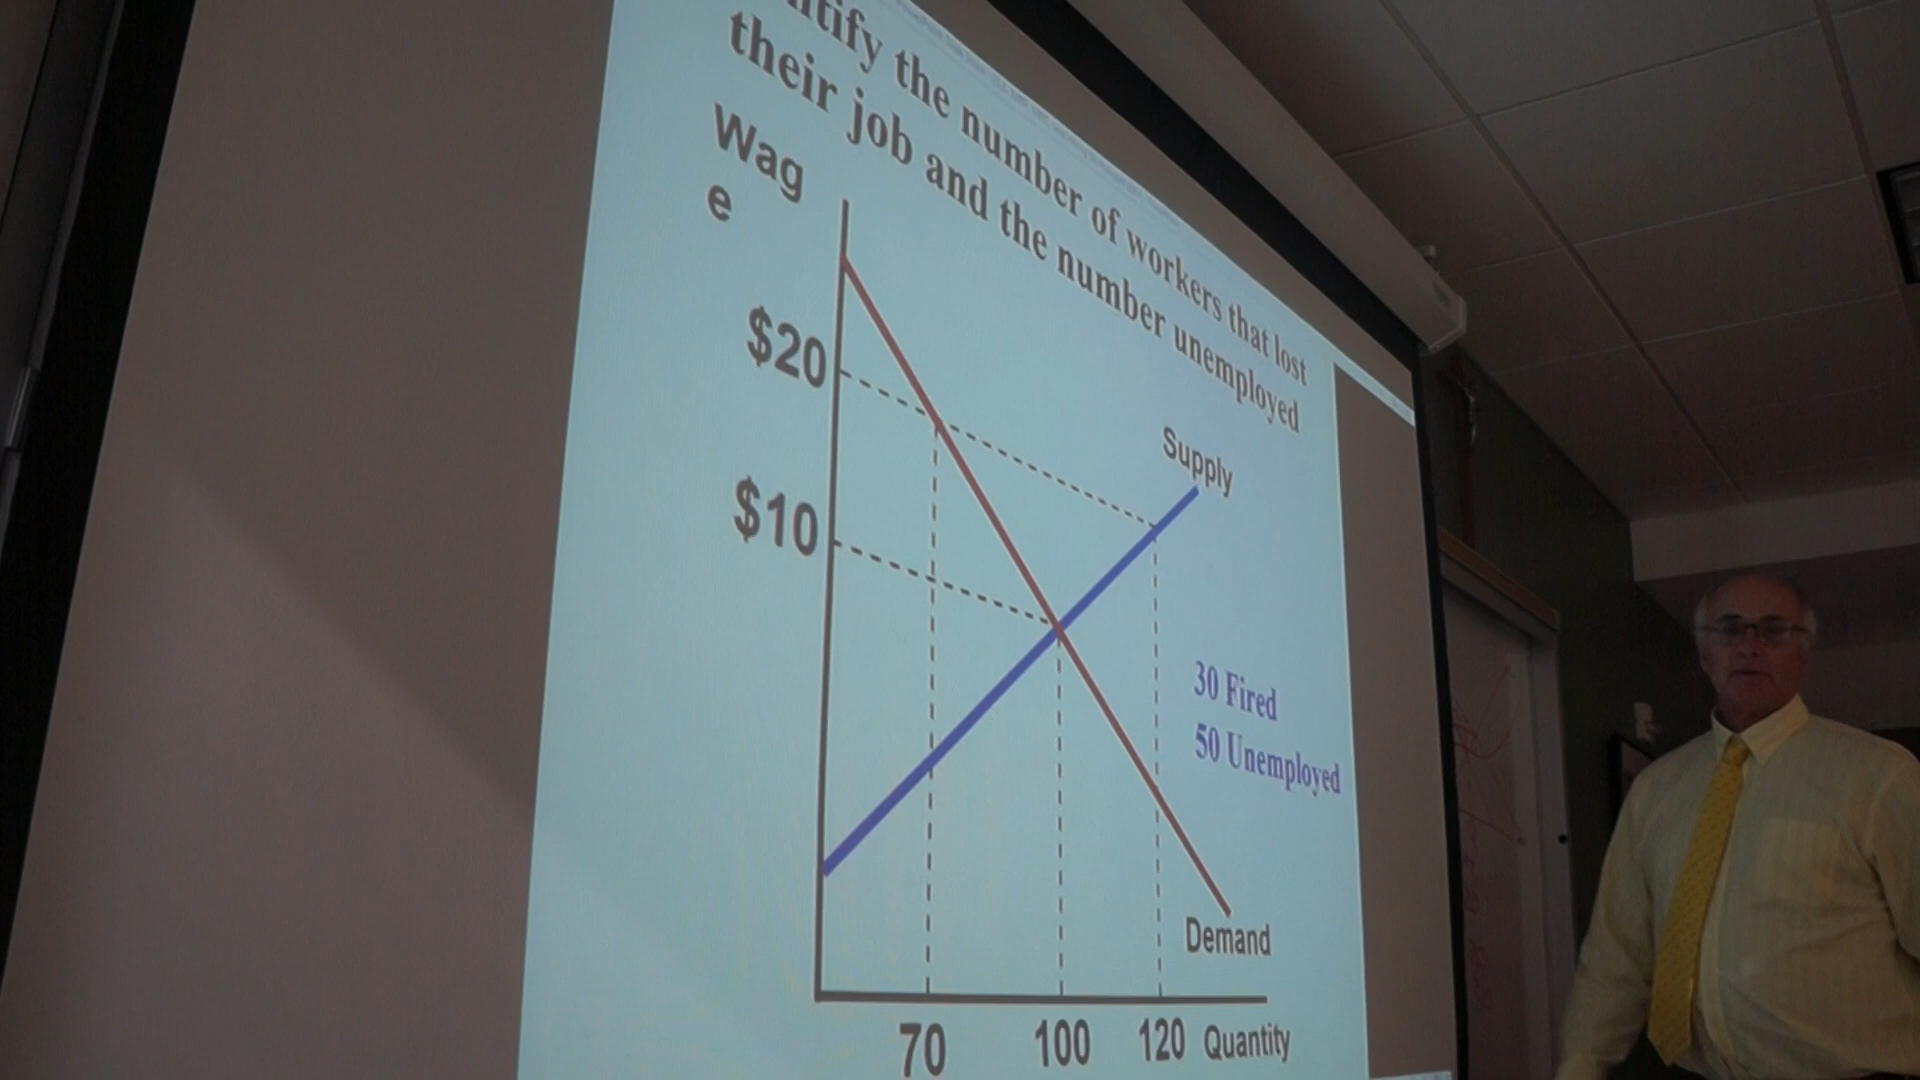 ntify the number of workers that lost
their job and the number unemployed
Wag
e
$20
Supply
$10
30 Fired
50 Unemployed
Demand
70 100 120 Quantity